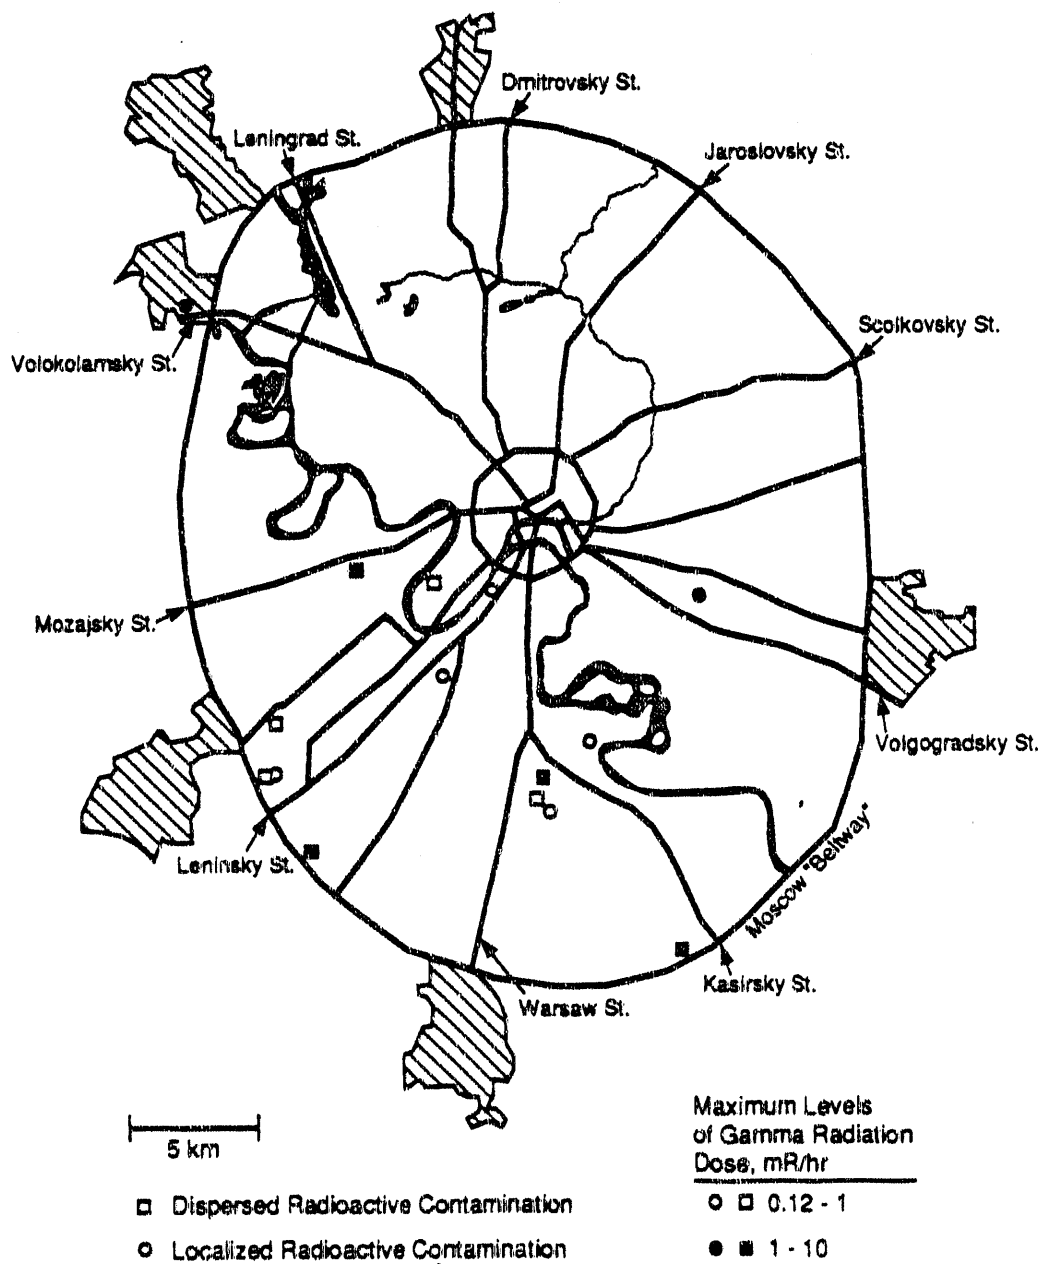 Dmitrovsky St.
Leningrad St.
Jaroslovsky St.
Scolkovsky St.
Volokolamsky St.
Mozajsky St.
Volgogradsky St.
Moscow "Beltway"
Leninsky St.
Kasirsky St.
Warsaw St.
5 km
Maximum Levels
of Gamma Radiation
Dose, mR/hr
Dispersed Radioactive Contamination
0.12 - 1
Localized Radioactive Contamination
1 - 10